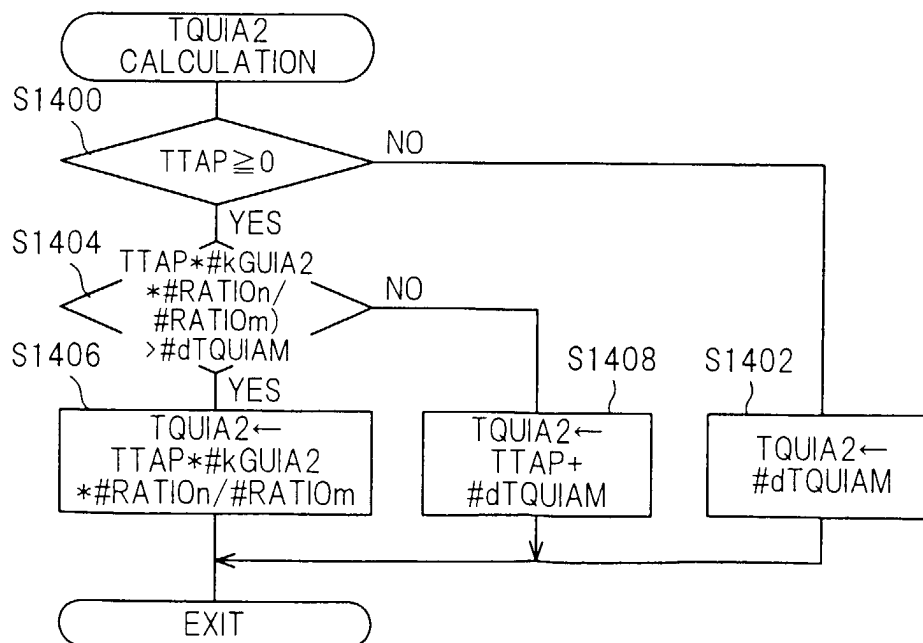 TQUIA2
CALCULATION
S1400
TTAP≧0
NO
YES
S1404
TTAP*#kGUIA2
*#RATIOn/
#RATIOm)
>#dTQUIAM
NO
S1406
YES
S1408
S1402
TQUIA2←
TTAP*#kGUIA2
*#RATIOn/#RATIOm
TQUIA2←
TTAP+
#dTQUIAM
TQUIA2←
#dTQUIAM
EXIT